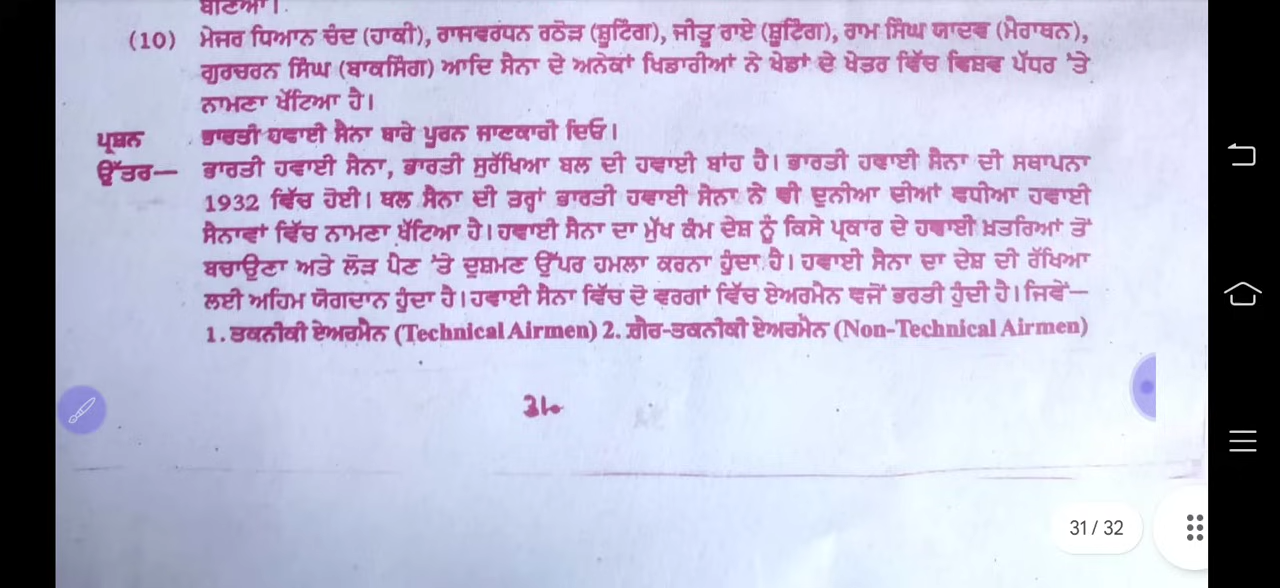 ਬਣਿਆ।
(10) ਮੇਜਰ ਧਿਆਨ ਚੰਦ (ਹਾਕੀ), ਰਾਜਵਰਧਨ ਰਠੌੜ (ਸ਼ੂਟਿੰਗ), ਜੀਤੂ ਰਾਏ (ਸ਼ੂਟਿੰਗ), ਰਾਮ ਸਿੰਘ ਯਾਦਵ (ਮੈਰਾਥਨ),
ਗੁਰਚਰਨ ਸਿੰਘ (ਬਾਕਸਿੰਗ) ਆਦਿ ਸੈਨਾ ਦੇ ਅਨੇਕਾਂ ਖਿਡਾਰੀਆਂ ਨੇ ਖੇਡਾਂ ਦੇ ਖੇਤਰ ਵਿੱਚ ਵਿਸ਼ਵ ਪੱਧਰ 'ਤੇ
ਨਾਮਣਾ ਖੱਟਿਆ ਹੈ।
ਪ੍ਰਸ਼ਨ ਭਾਰਤੀ ਹਵਾਈ ਸੈਨਾ ਬਾਰੇ ਪੂਰਨ ਜਾਣਕਾਰੀ ਦਿਓ।
ਉੱਤਰ— ਭਾਰਤੀ ਹਵਾਈ ਸੈਨਾ, ਭਾਰਤੀ ਸੁਰੱਖਿਆ ਬਲ ਦੀ ਹਵਾਈ ਬਾਂਹ ਹੈ। ਭਾਰਤੀ ਹਵਾਈ ਸੈਨਾ ਦੀ ਸਥਾਪਨਾ
1932 ਵਿੱਚ ਹੋਈ। ਥਲ ਸੈਨਾ ਦੀ ਤਰ੍ਹਾਂ ਭਾਰਤੀ ਹਵਾਈ ਸੈਨਾ ਨੇ ਵੀ ਦੁਨੀਆ ਦੀਆਂ ਵਧੀਆ ਹਵਾਈ
ਸੈਨਾਵਾਂ ਵਿੱਚ ਨਾਮਣਾ ਖੱਟਿਆ ਹੈ। ਹਵਾਈ ਸੈਨਾ ਦਾ ਮੁੱਖ ਕੰਮ ਦੇਸ਼ ਨੂੰ ਕਿਸੇ ਪ੍ਰਕਾਰ ਦੇ ਹਵਾਈ ਖ਼ਤਰਿਆਂ ਤੋਂ
ਬਚਾਉਣਾ ਅਤੇ ਲੋੜ ਪੈਣ 'ਤੇ ਦੁਸ਼ਮਣ ਉੱਪਰ ਹਮਲਾ ਕਰਨਾ ਹੁੰਦਾ ਹੈ। ਹਵਾਈ ਸੈਨਾ ਦਾ ਦੇਸ਼ ਦੀ ਰੱਖਿਆ
ਲਈ ਅਹਿਮ ਯੋਗਦਾਨ ਹੁੰਦਾ ਹੈ। ਹਵਾਈ ਸੈਨਾ ਵਿੱਚ ਦੋ ਵਰਗਾਂ ਵਿੱਚ ਏਅਰਮੈਨ ਵਜੋਂ ਭਰਤੀ ਹੁੰਦੀ ਹੈ। ਜਿਵੇਂ—
1. ਤਕਨੀਕੀ ਏਅਰਮੈਨ (Technical Airmen) 2. ਗ਼ੈਰ-ਤਕਨੀਕੀ ਏਅਰਮੈਨ (Non-Technical Airmen)
31 / 32